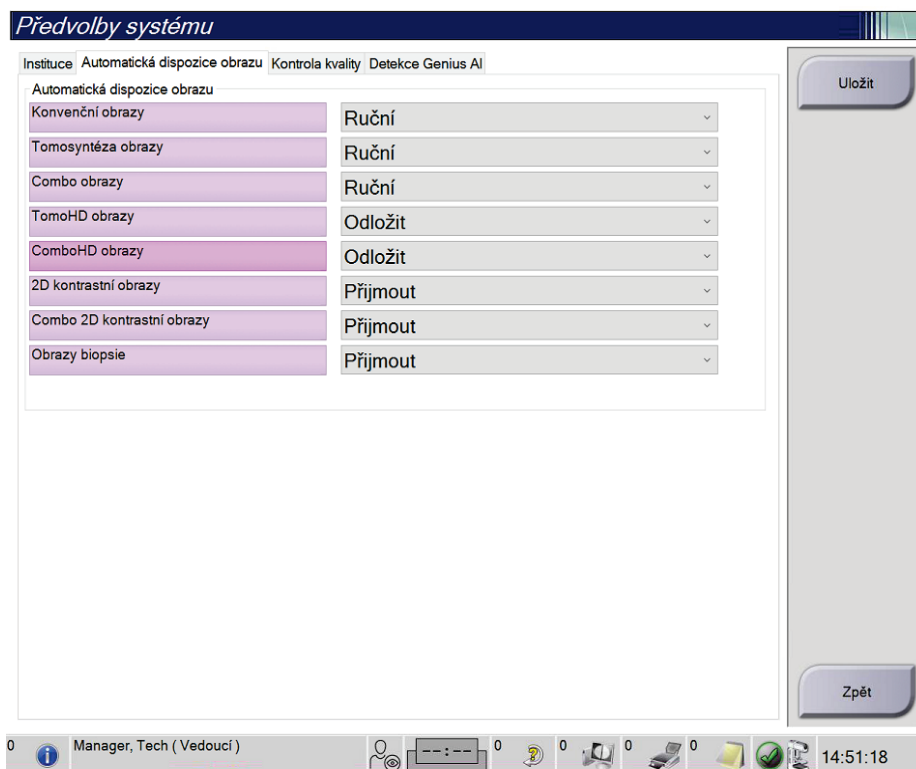 Předvolby systému
Instituce Automatická dispozice obrazu Kontrola kvality Detekce Genius AI
Uložit
Automatická dispozice obrazu
Konvenční obrazy Ruční
Tomosyntéza obrazy Ruční
Combo obrazy Ruční
TomoHD obrazy Odložit
ComboHD obrazy Odložit
2D kontrastní obrazy Přijmout
Combo 2D kontrastní obrazy Přijmout
Obrazy biopsie Přijmout
Zpět
0 Manager, Tech ( Vedoucí ) --:-- 0 0 0 0 14:51:18